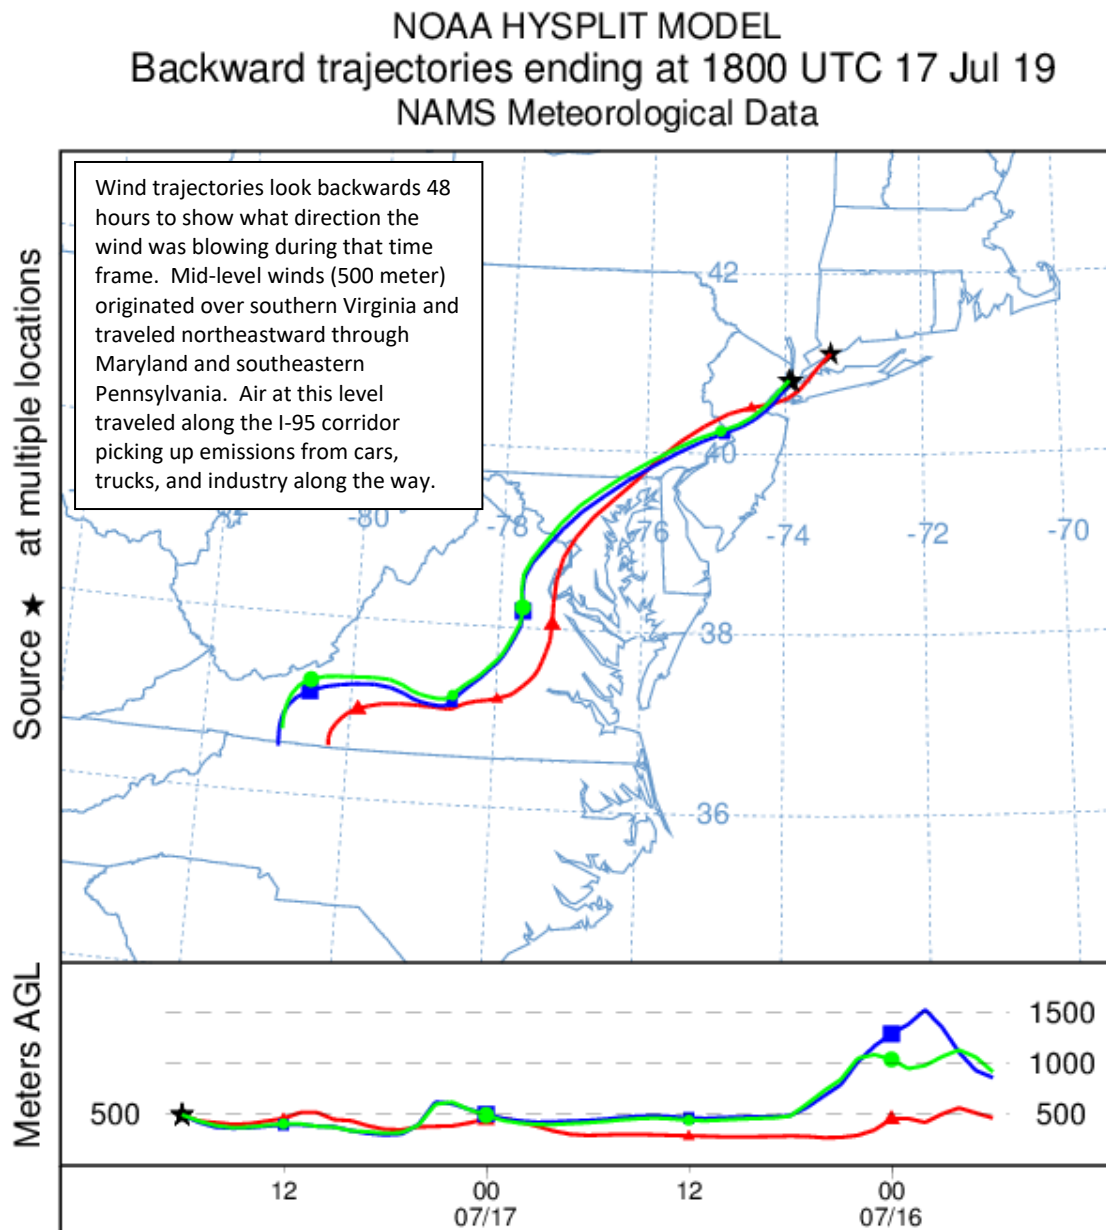 NOAA HYSPLIT MODEL
Backward trajectories ending at 1800 UTC 17 Jul 19
NAMS Meteorological Data
Source ★ at multiple locations
Wind trajectories look backwards 48
hours to show what direction the
wind was blowing during that time
frame. Mid-level winds (500 meter)
originated over southern Virginia and
traveled northeastward through
Maryland and southeastern
Pennsylvania. Air at this level
traveled along the I-95 corridor
picking up emissions from cars,
trucks, and industry along the way.
42
40
-80
-78
-76
-74
-72
-70
38
36
Meters AGL
1500
1000
500
500
12
00
12
00
07/17
07/16